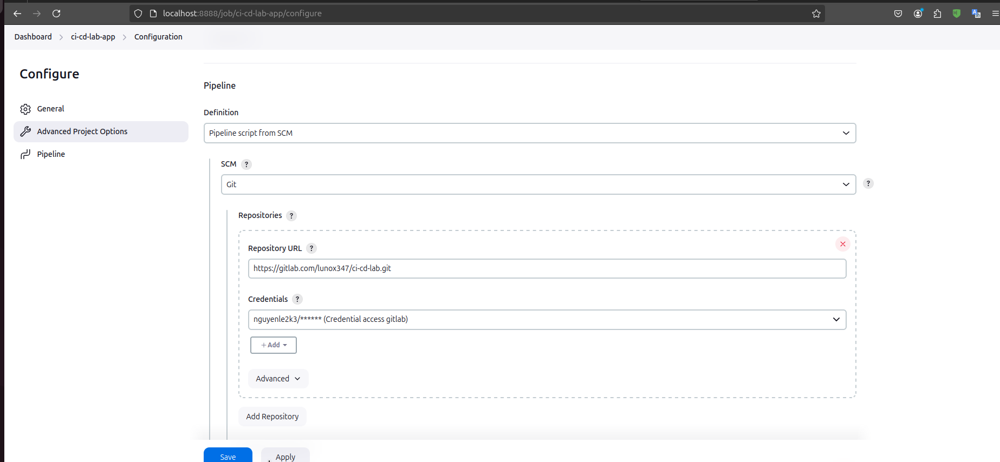 localhost:8888/job/ci-cd-lab-app/configure
Dashboard > ci-cd-lab-app > Configuration
Configure
General
Advanced Project Options
Pipeline
Pipeline
Definition
Pipeline script from SCM
SCM ?
Git
?
Repositories ?
Repository URL ?
https://gitlab.com/lunox347/ci-cd-lab.git
Credentials ?
nguyenle2k3/****** (Credential access gitlab)
+ Add
Advanced
Add Repository
Save
Apply